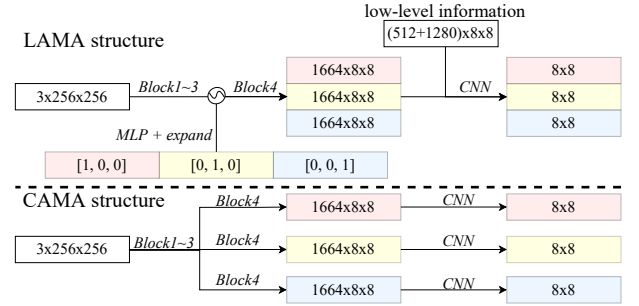 low-level information
LAMA structure
(512+1280)x8x8
1664x8x8
8x8
3x256x256
Block1~3
Block4
1664x8x8
CNN
8x8
1664x8x8
8x8
MLP + expand
[1, 0, 0]
[0, 1, 0]
[0, 0, 1]
CAMA structure
Block4
1664x8x8
CNN
8x8
3x256x256
Block1~3
Block4
1664x8x8
CNN
8x8
Block4
1664x8x8
CNN
8x8